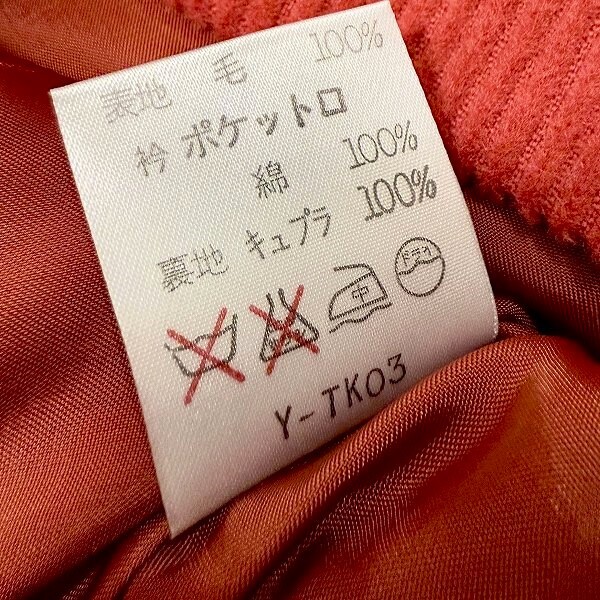 表地 毛 100%
衿 ポケット口
綿 100%
裏地 キュプラ 100%
中 ドライ
Y-TK03